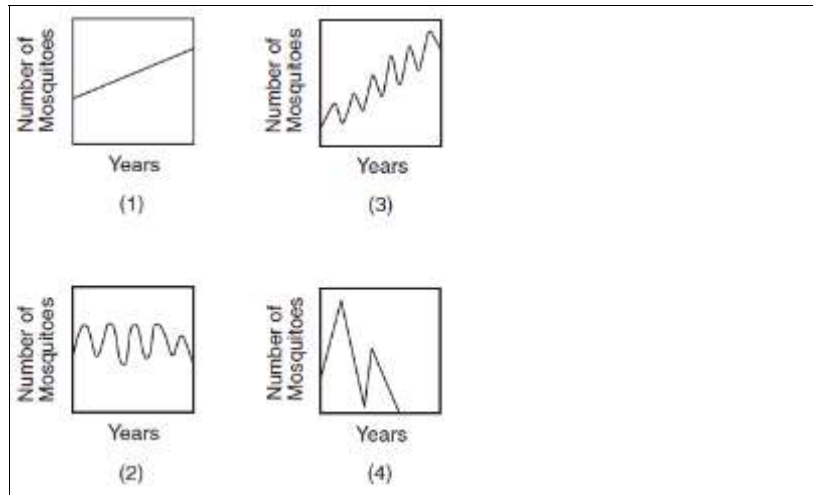 Number of
Mosquitoes
Years
(1)
Number of
Mosquitoes
Years
(3)
Number of
Mosquitoes
Years
(2)
Number of
Mosquitoes
Years
(4)